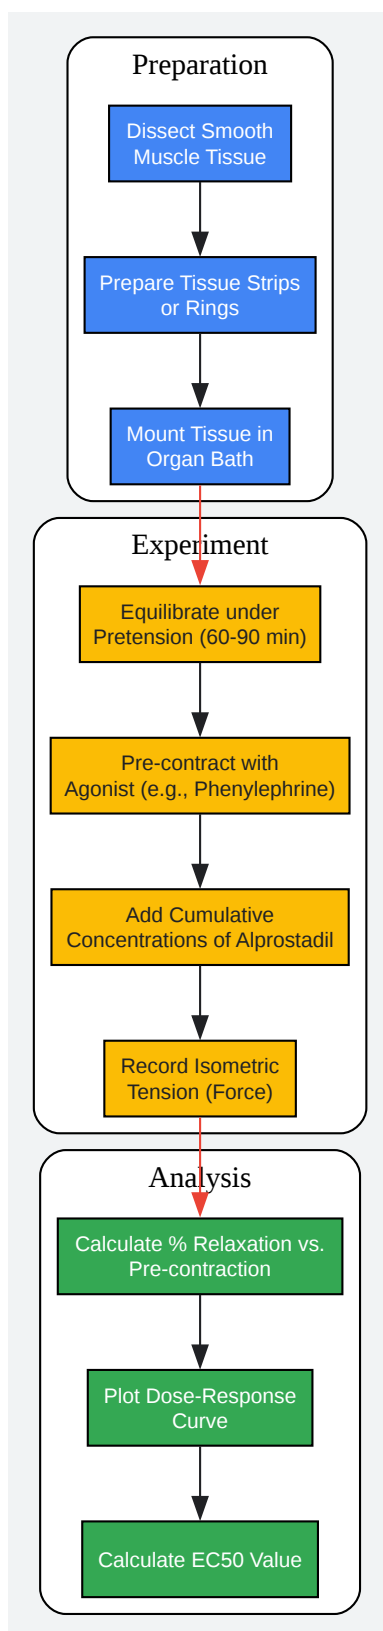 Preparation
Dissect Smooth
Muscle Tissue
Prepare Tissue Strips
or Rings
Mount Tissue in
Organ Bath
Experiment
Equilibrate under
Pretension (60-90 min)
Pre-contract with
Agonist (e.g., Phenylephrine)
Add Cumulative
Concentrations of Alprostadil
Record Isometric
Tension (Force)
Analysis
Calculate % Relaxation vs.
Pre-contraction
Plot Dose-Response
Curve
Calculate EC50 Value